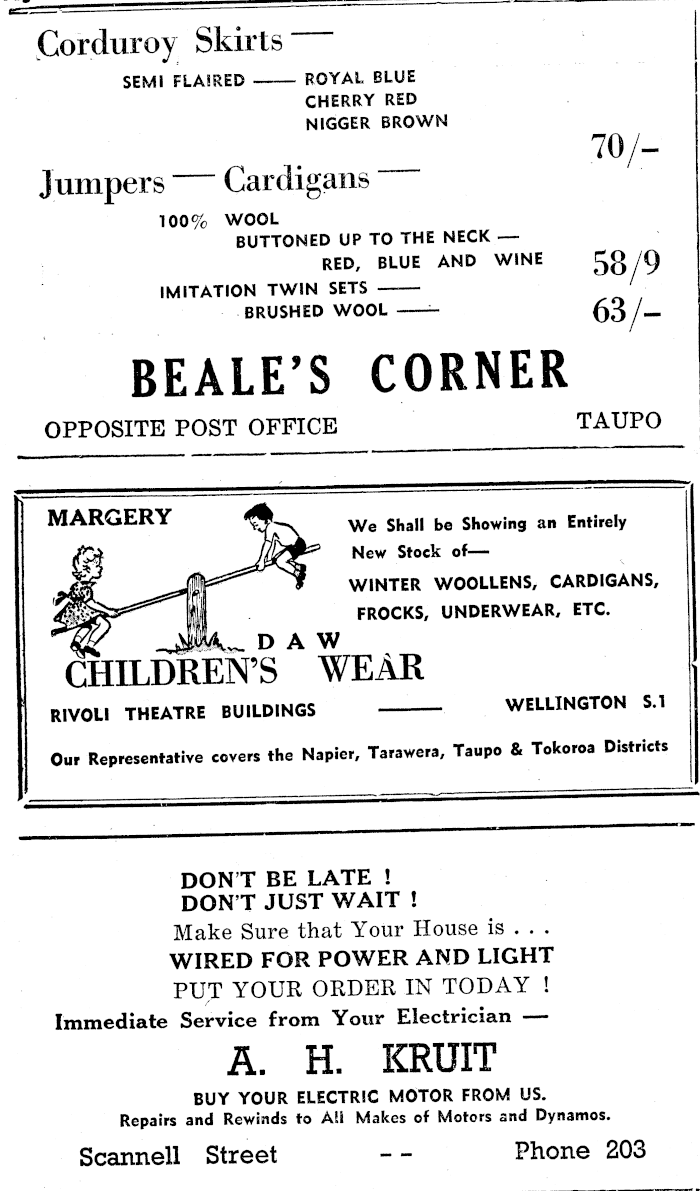 Corduroy Skirts —
SEMI FLAIRED — ROYAL BLUE
CHERRY RED
NIGGER BROWN
70/–
Jumpers — Cardigans —
100% WOOL
BUTTONED UP TO THE NECK —
RED, BLUE AND WINE 58/9
IMITATION TWIN SETS —
BRUSHED WOOL — 63/–
BEALE'S CORNER
OPPOSITE POST OFFICE TAUPO
MARGERY
We Shall be Showing an Entirely
New Stock of—
WINTER WOOLLENS, CARDIGANS,
FROCKS, UNDERWEAR, ETC.
DAW
CHILDREN'S WEAR
RIVOLI THEATRE BUILDINGS — WELLINGTON S.1
Our Representative covers the Napier, Tarawera, Taupo & Tokoroa Districts
DON'T BE LATE !
DON'T JUST WAIT !
Make Sure that Your House is . . .
WIRED FOR POWER AND LIGHT
PUT YOUR ORDER IN TODAY !
Immediate Service from Your Electrician —
A. H. KRUIT
BUY YOUR ELECTRIC MOTOR FROM US.
Repairs and Rewinds to All Makes of Motors and Dynamos.
Scannell Street -- Phone 203